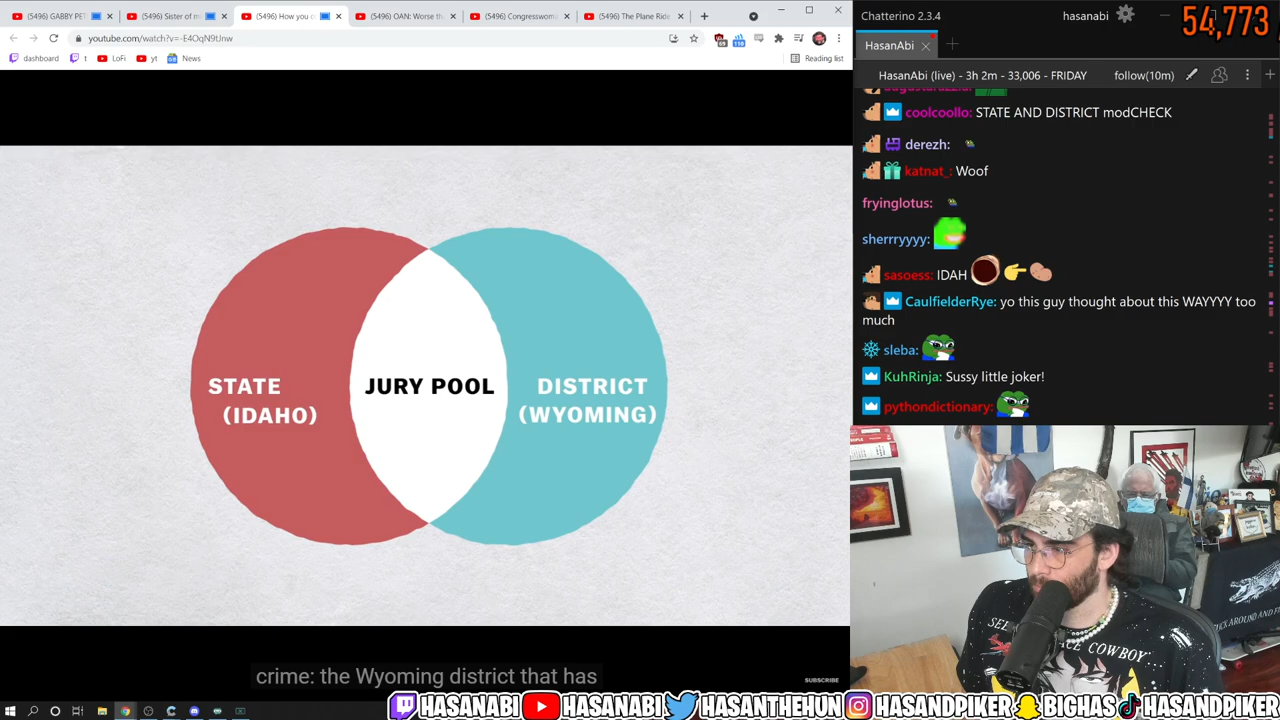 (5496) GABBY PET
(5496) Sister of m
(5496) How you c
(5496) OAN: Worse th
(5496) Congresswom
(5496) The Plane Ride
youtube.com/watch?v=-E4OqN9tJnw
dashboard
t
LoFi
yt
News
Reading list
STATE
(IDAHO)
JURY POOL
DISTRICT
(WYOMING)
crime: the Wyoming district that has
SUBSCRIBE
Chatterino 2.3.4
hasanabi
54,773
HasanAbi
HasanAbi (live) - 3h 2m - 33,006 - FRIDAY
follow(10m)
coolcoollo: STATE AND DISTRICT modCHECK
derezh:
katnat_: Woof
fryinglotus:
sherrryyyy:
sasoess: IDAH
CaulfielderRye: yo this guy thought about this WAYYYY too
much
sleba:
KuhRinja: Sussy little joker!
pythondictionary:
HASANABI
HASANABI
HASANTHEHUN
HASANDPIKER
BIGHAS
HASANDPIKER